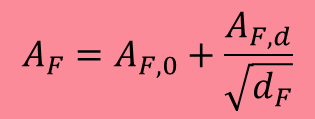 A_F = A_{F,0} + \frac{A_{F,d}}{\sqrt{d_F}}